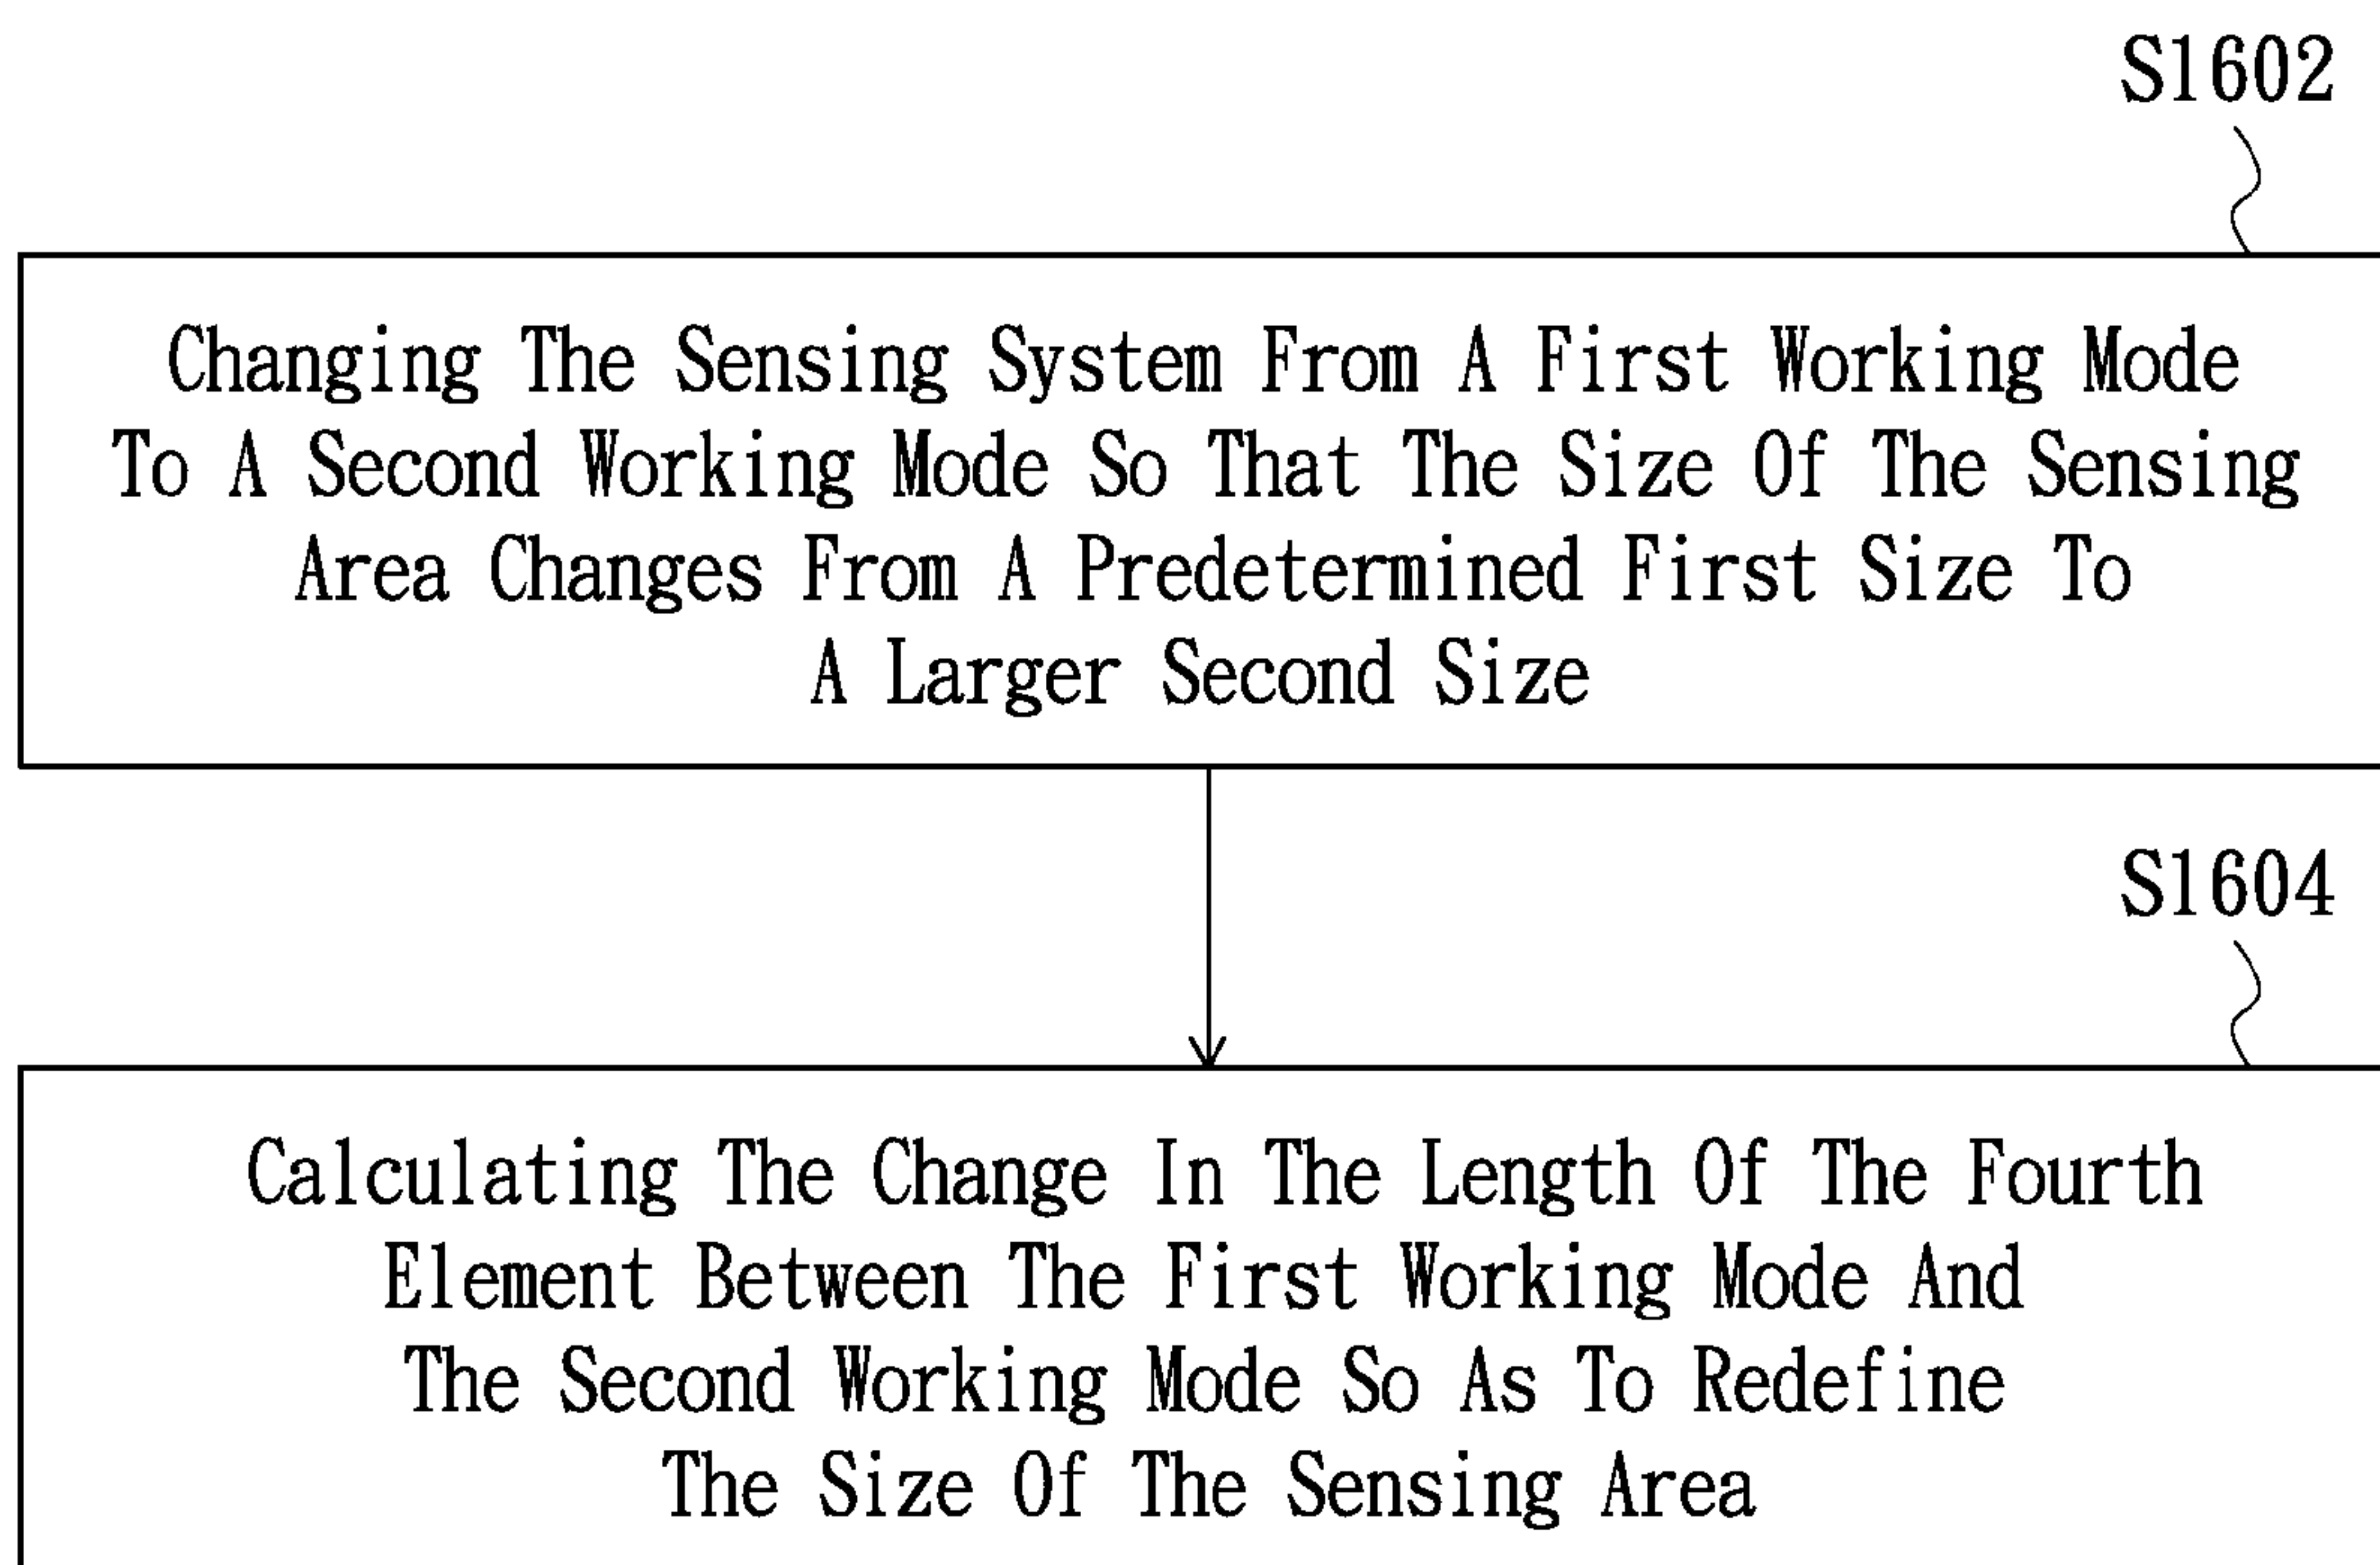 S1602
Changing The Sensing System From A First Working Mode
To A Second Working Mode So That The Size Of The Sensing
Area Changes From A Predetermined First Size To
A Larger Second Size
S1604
Calculating The Change In The Length Of The Fourth
Element Between The First Working Mode And
The Second Working Mode So As To Redefine
The Size Of The Sensing Area